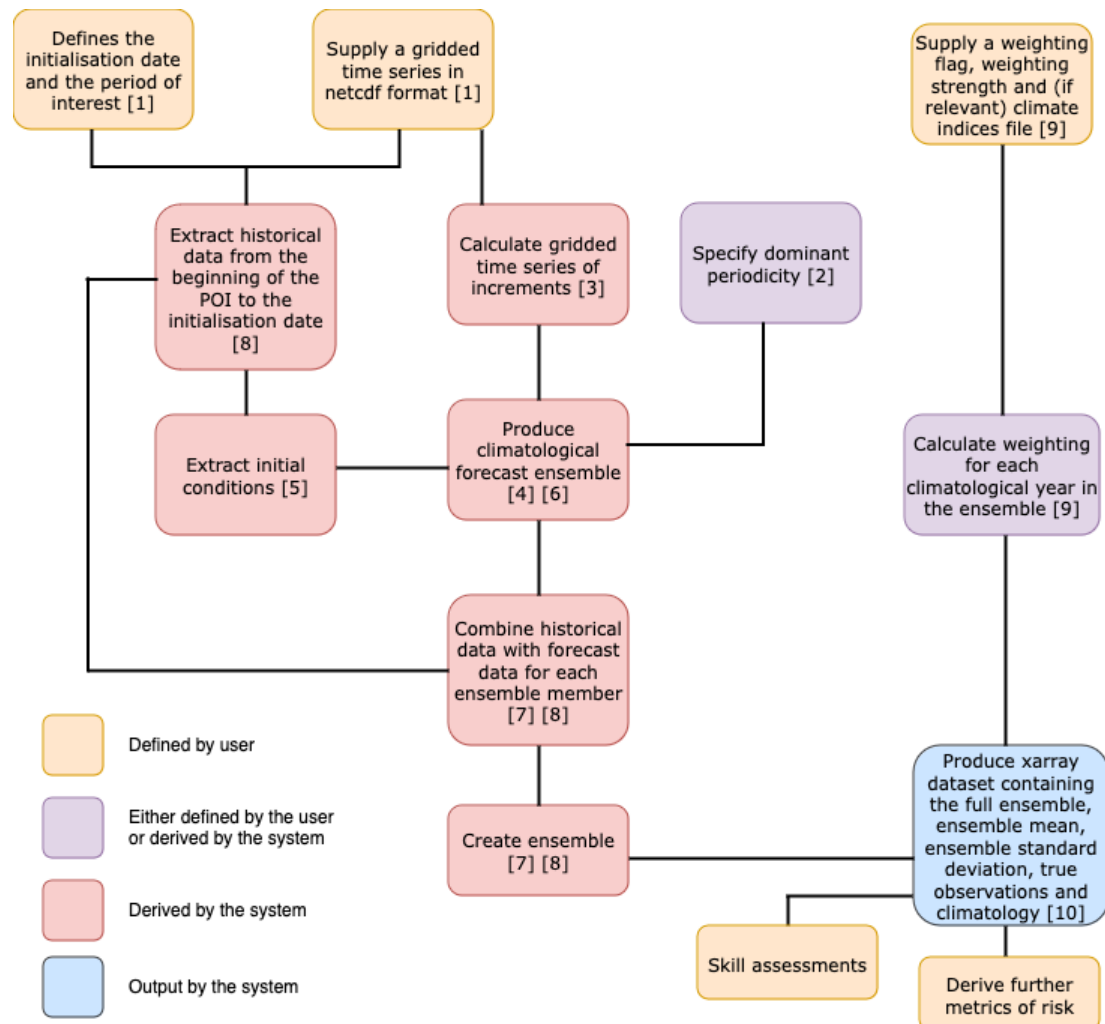 Defines the
initialisation date
and the period of
interest [1]
Supply a gridded
time series in
netcdf format [1]
Supply a weighting
flag, weighting
strength and (if
relevant) climate
indices file [9]
Extract historical
data from the
beginning of the
POI to the
initialisation date
[8]
Calculate gridded
time series of
increments [3]
Specify dominant
periodicity [2]
Extract initial
conditions [5]
Produce
climatological
forecast ensemble
[4] [6]
Calculate weighting
for each
climatological year in
the ensemble [9]
Combine historical
data with forecast
data for each
ensemble member
[7] [8]
Create ensemble
[7] [8]
Produce xarray
dataset containing
the full ensemble,
ensemble mean,
ensemble standard
deviation, true
observations and
climatology [10]
Skill assessments
Derive further
metrics of risk
Defined by user
Either defined by the user
or derived by the system
Derived by the system
Output by the system